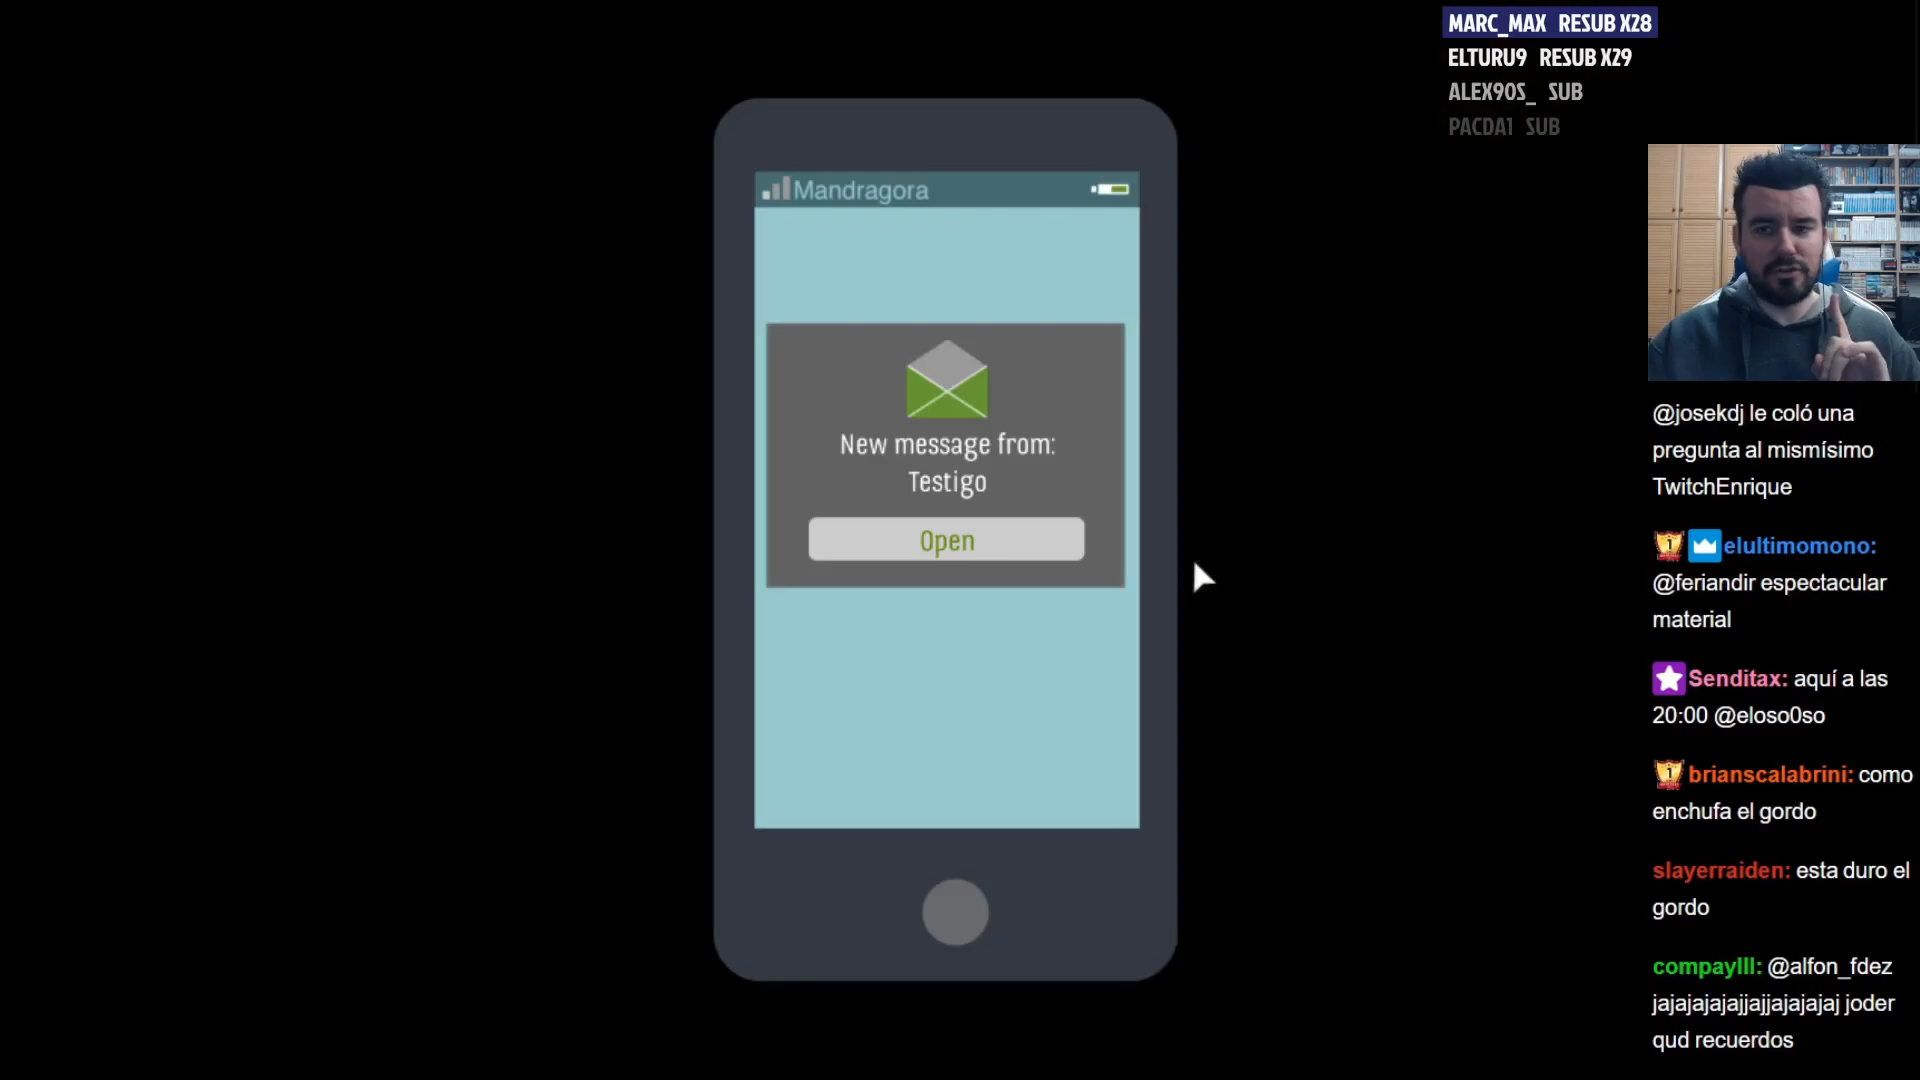 MARC_MAX RESUB X28
ELTURU9 RESUB X29
ALEX90S_ SUB
PACDA1 SUB
Mandragora
New message from:
Testigo
Open
@josekdj le coló una
pregunta al mismísimo
TwitchEnrique
elultimomono:
@feriandir espectacular
material
Senditax: aquí a las
20:00 @eloso0so
brianscalabrini: como
enchufa el gordo
slayerraiden: esta duro el
gordo
compaylll: @alfon_fdez
jajajajajajjajjajajajaj joder
qud recuerdos